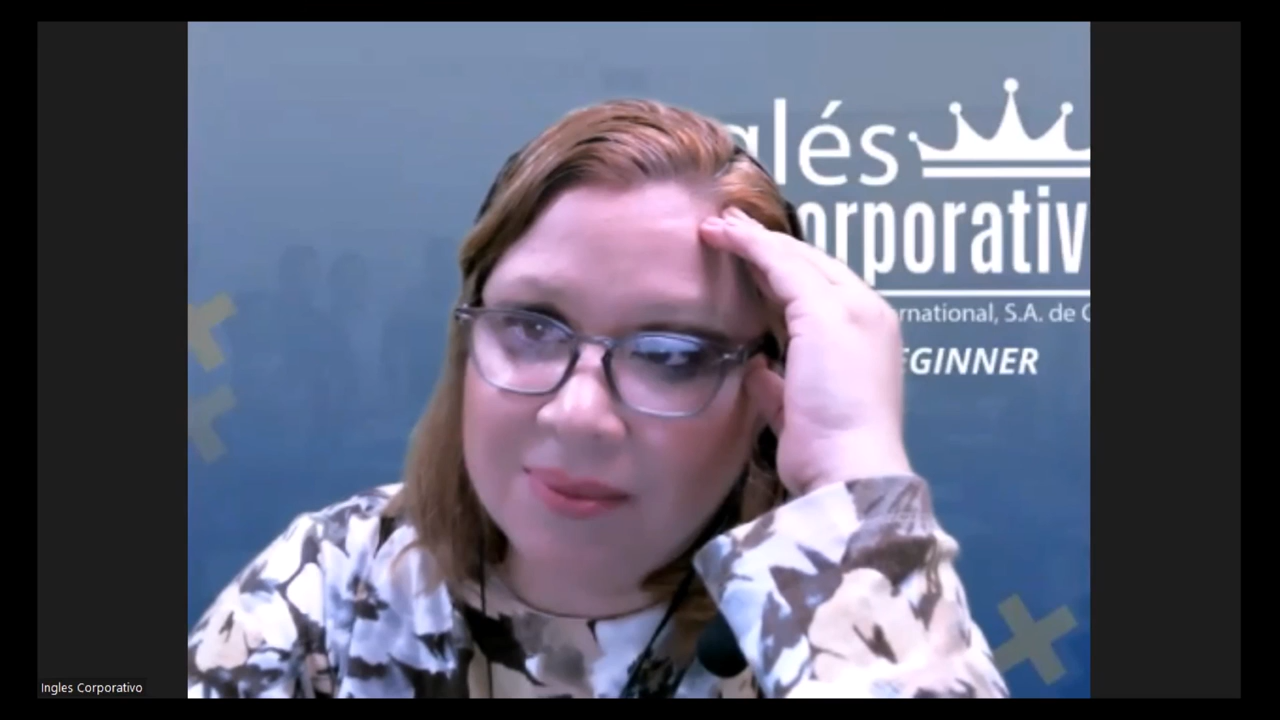 glés
orporativ
rnational, S.A. de C
EGINNER
Ingles Corporativo